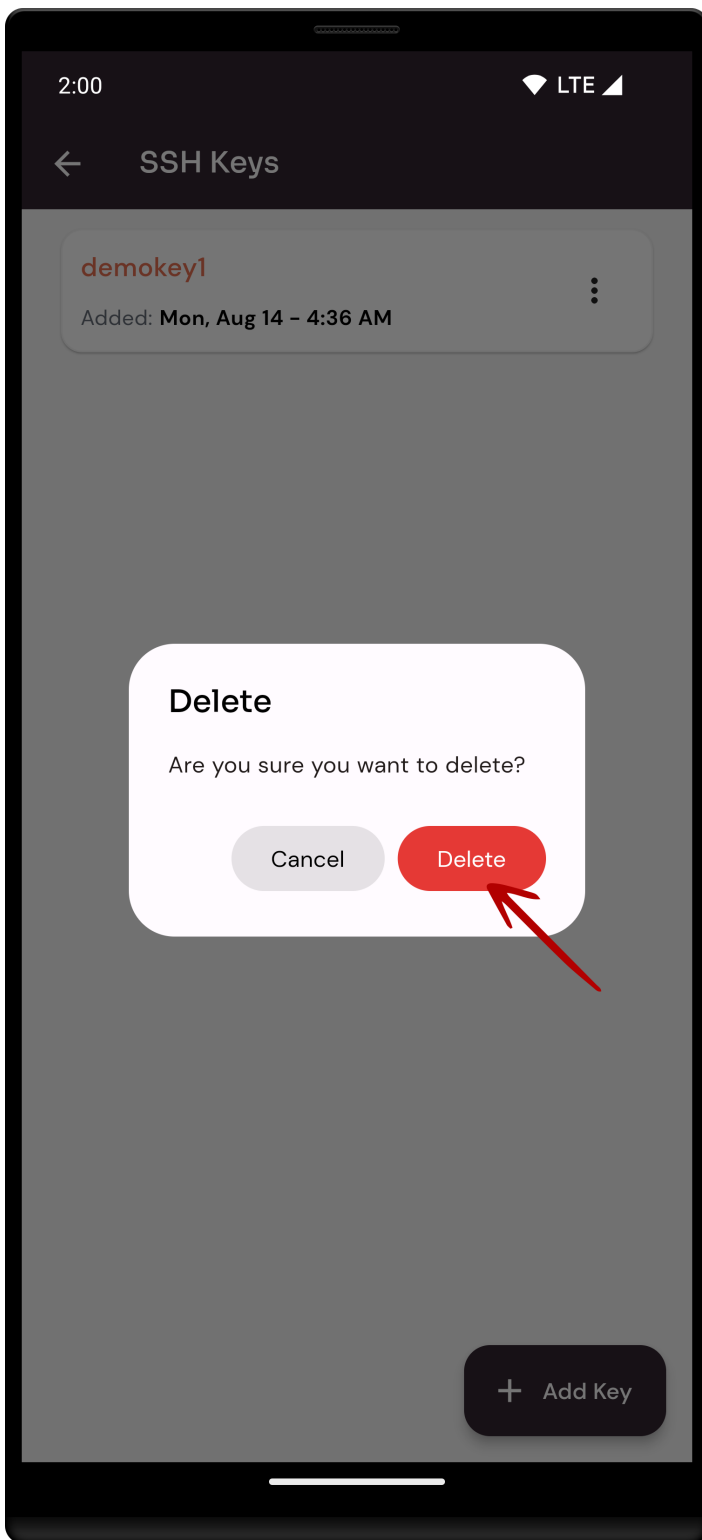 2:00 LTE
SSH Keys
demokey1
Added: Mon, Aug 14 - 4:36 AM
Delete
Are you sure you want to delete?
Cancel Delete
Add Key